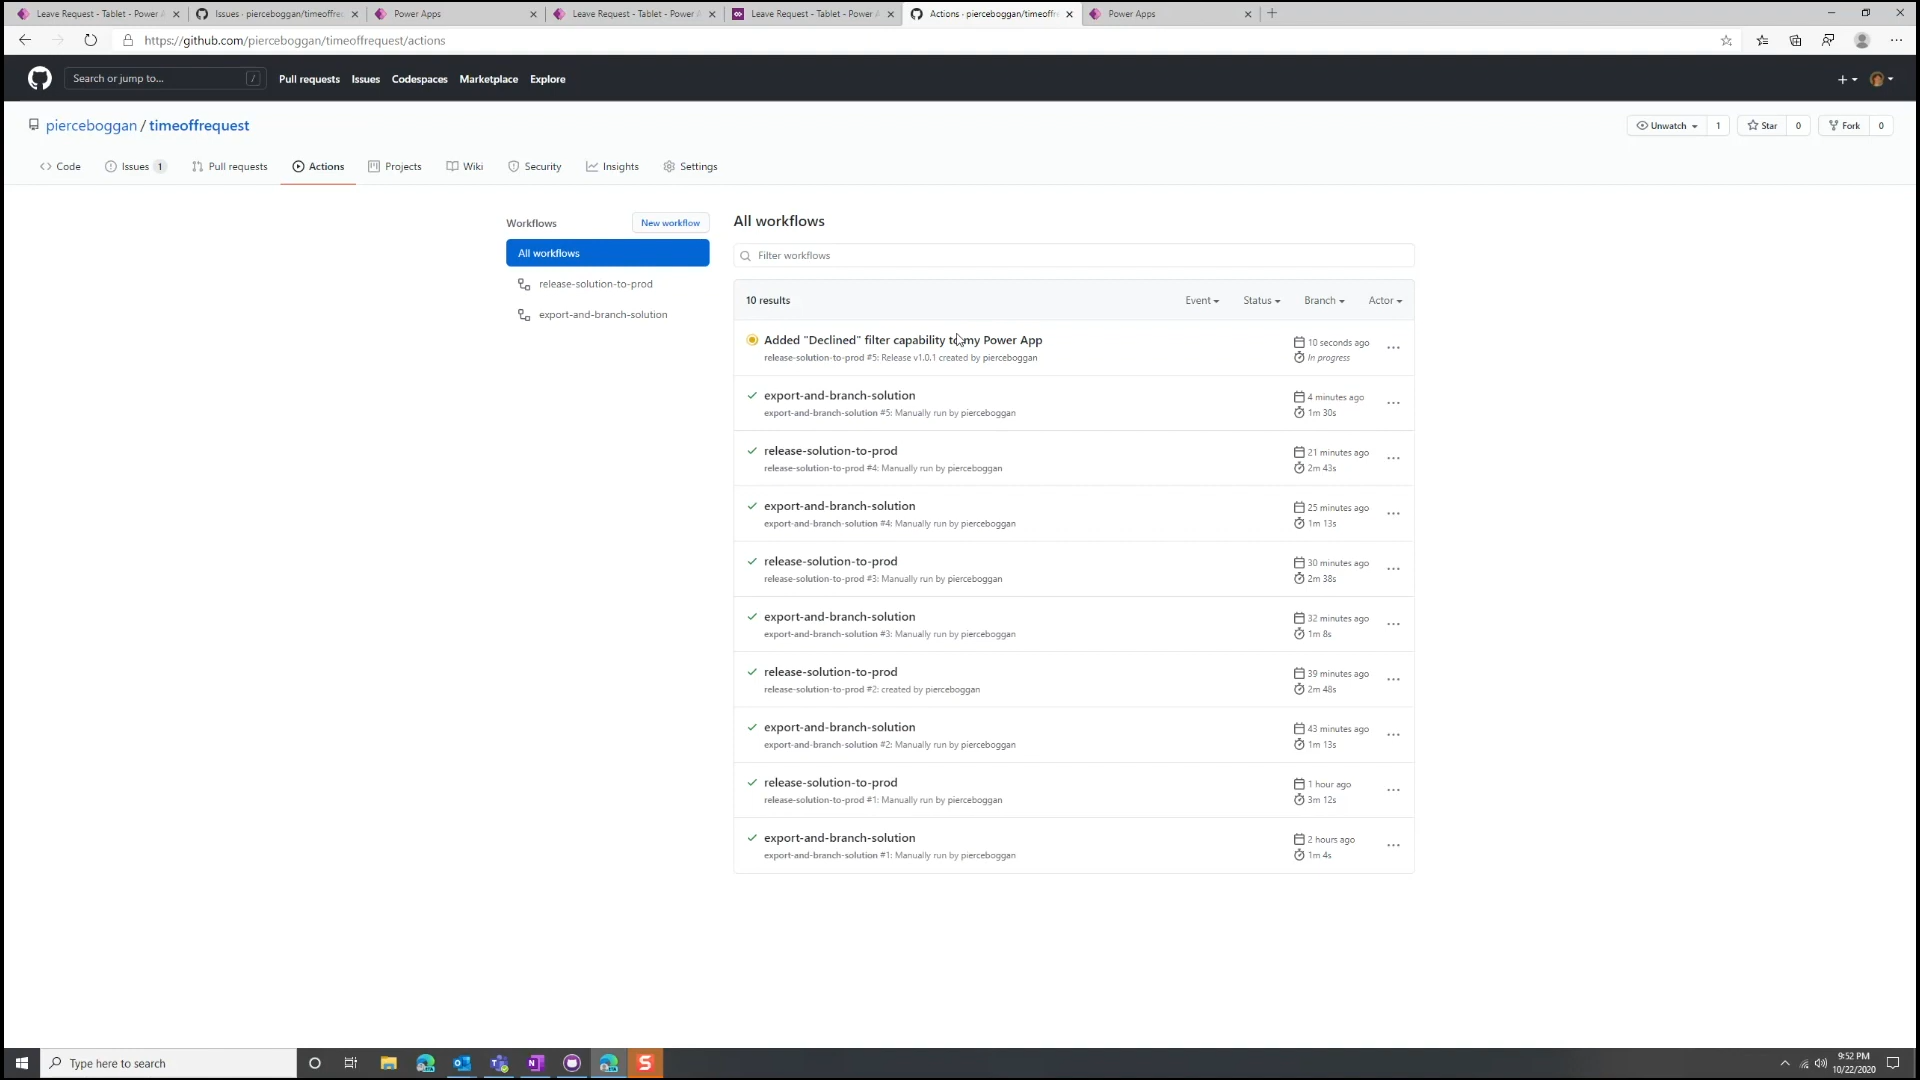 Leave Request - Tablet - Power A
Issues · pierceboggan/timeoffre
Power Apps
Leave Request - Tablet - Power A
Leave Request - Tablet - Power A
Actions · pierceboggan/timeoffr
Power Apps
https://github.com/pierceboggan/timeoffrequest/actions
Search or jump to...
/
Pull requests
Issues
Codespaces
Marketplace
Explore
pierceboggan / timeoffrequest
Unwatch 1
Star 0
Fork 0
Code
Issues 1
Pull requests
Actions
Projects
Wiki
Security
Insights
Settings
Workflows
New workflow
All workflows
release-solution-to-prod
export-and-branch-solution
All workflows
Filter workflows
10 results
Event
Status
Branch
Actor
Added "Declined" filter capability to my Power App
10 seconds ago
release-solution-to-prod #5: Release v1.0.1 created by pierceboggan
In progress
export-and-branch-solution
4 minutes ago
export-and-branch-solution #5: Manually run by pierceboggan
1m 30s
release-solution-to-prod
21 minutes ago
release-solution-to-prod #4: Manually run by pierceboggan
2m 43s
export-and-branch-solution
25 minutes ago
export-and-branch-solution #4: Manually run by pierceboggan
1m 13s
release-solution-to-prod
30 minutes ago
release-solution-to-prod #3: Manually run by pierceboggan
2m 38s
export-and-branch-solution
32 minutes ago
export-and-branch-solution #3: Manually run by pierceboggan
1m 8s
release-solution-to-prod
39 minutes ago
release-solution-to-prod #2: created by pierceboggan
2m 48s
export-and-branch-solution
43 minutes ago
export-and-branch-solution #2: Manually run by pierceboggan
1m 13s
release-solution-to-prod
1 hour ago
release-solution-to-prod #1: Manually run by pierceboggan
3m 12s
export-and-branch-solution
2 hours ago
export-and-branch-solution #1: Manually run by pierceboggan
1m 4s
Type here to search
9:52 PM
10/22/2020